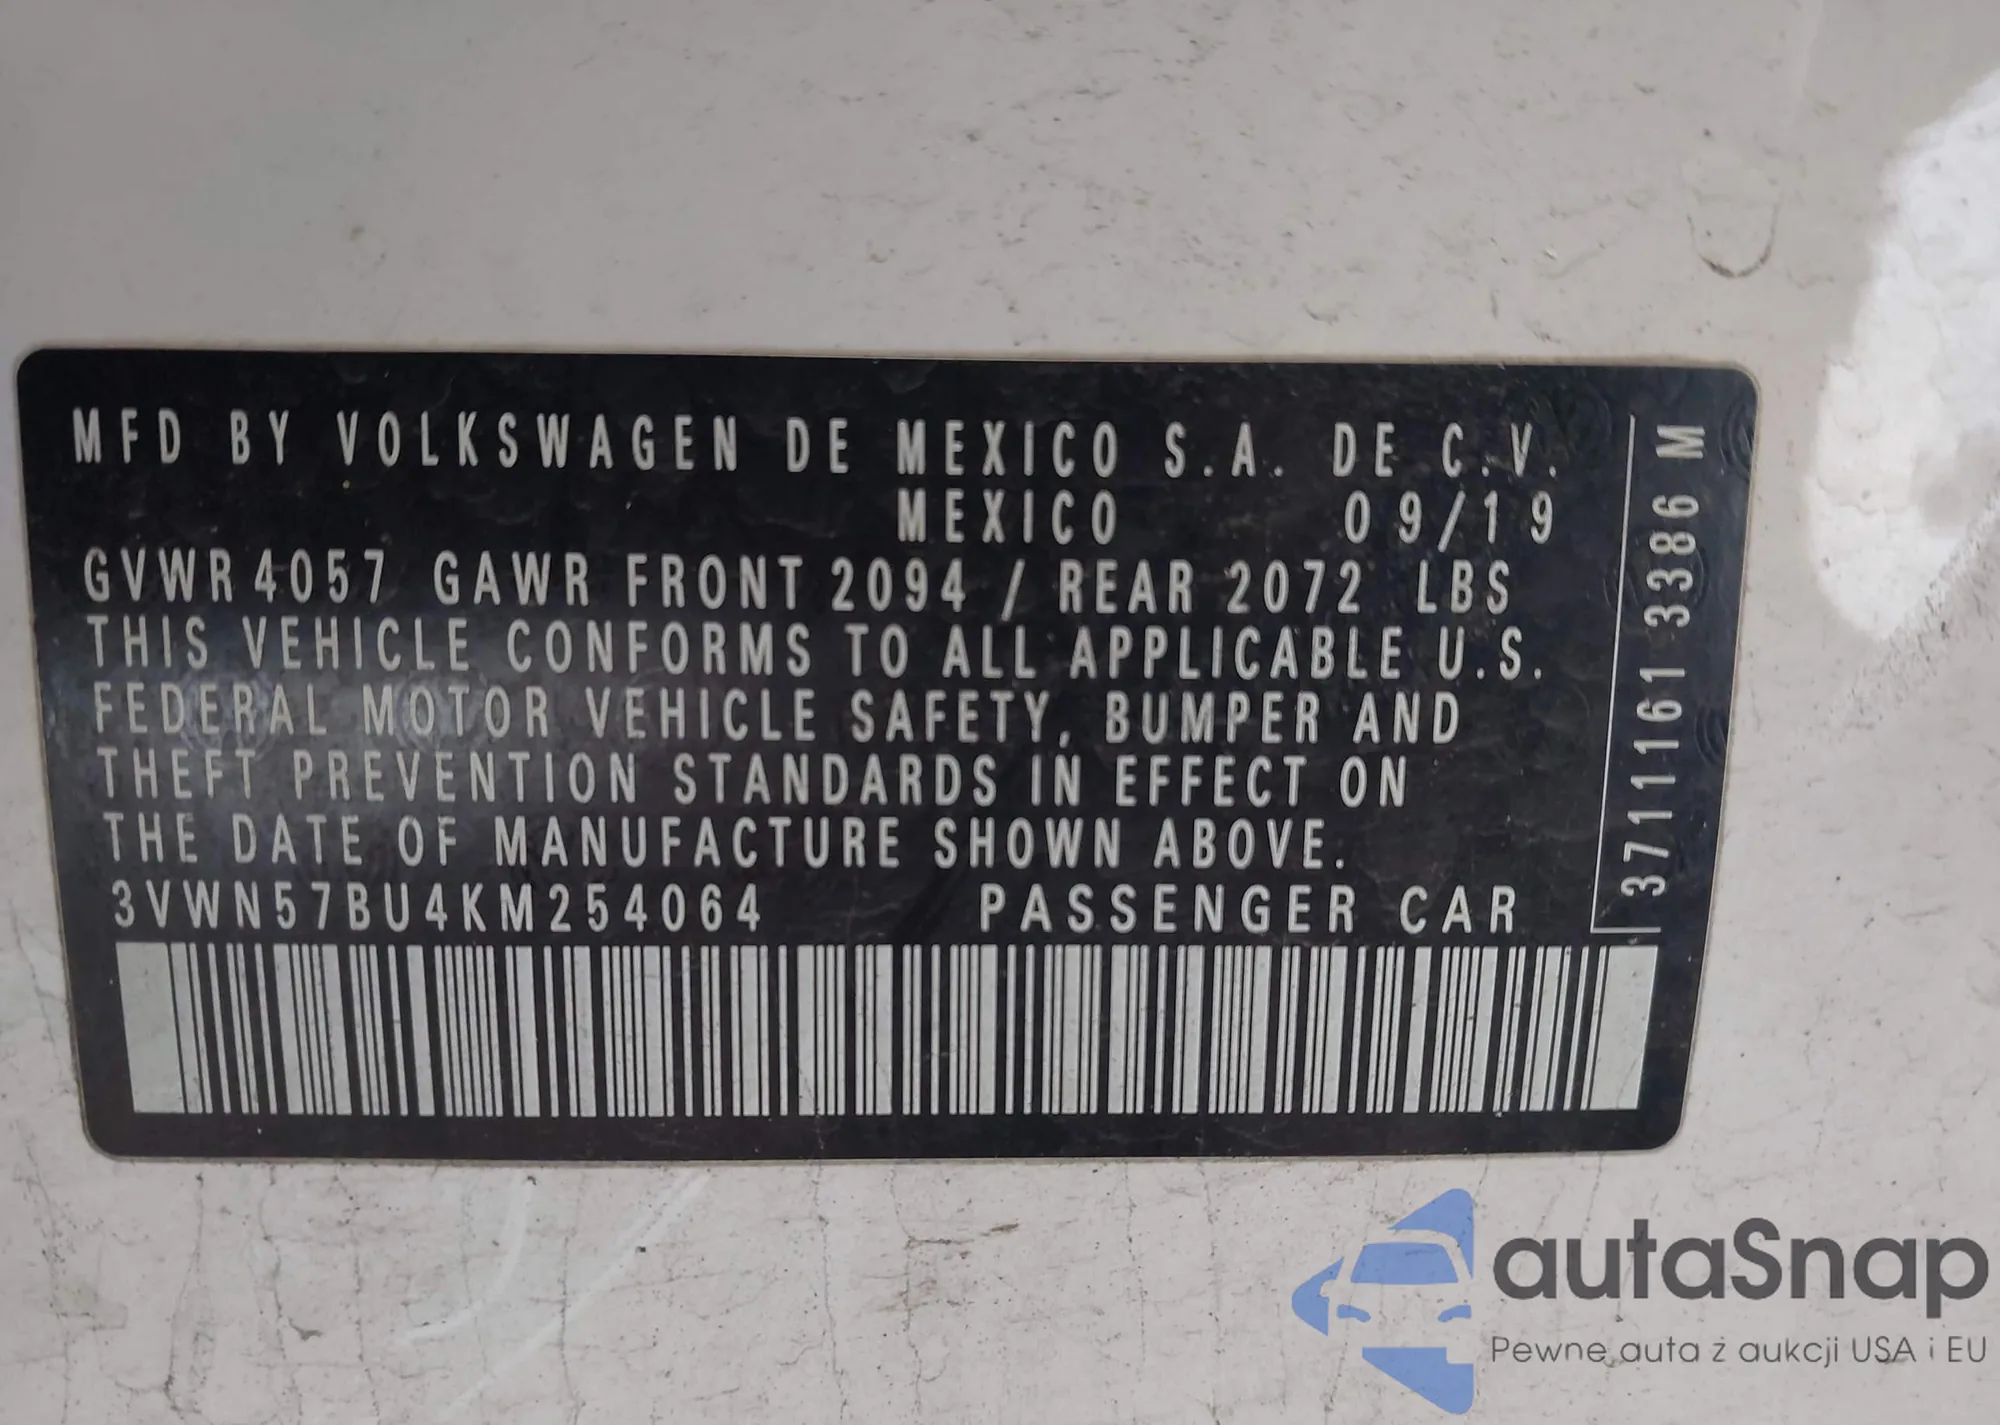 MFD BY VOLKSWAGEN DE MEXICO S.A. DE C.V.
MEXICO 09/19
GVWR 4057 GAWR FRONT 2094 / REAR 2072 LBS
THIS VEHICLE CONFORMS TO ALL APPLICABLE U.S.
FEDERAL MOTOR VEHICLE SAFETY, BUMPER AND
THEFT PREVENTION STANDARDS IN EFFECT ON
THE DATE OF MANUFACTURE SHOWN ABOVE.
3VWN57BU4KM254064 PASSENGER CAR
3711161 3386 M
autaSnap
Pewne auta z aukcji USA i EU